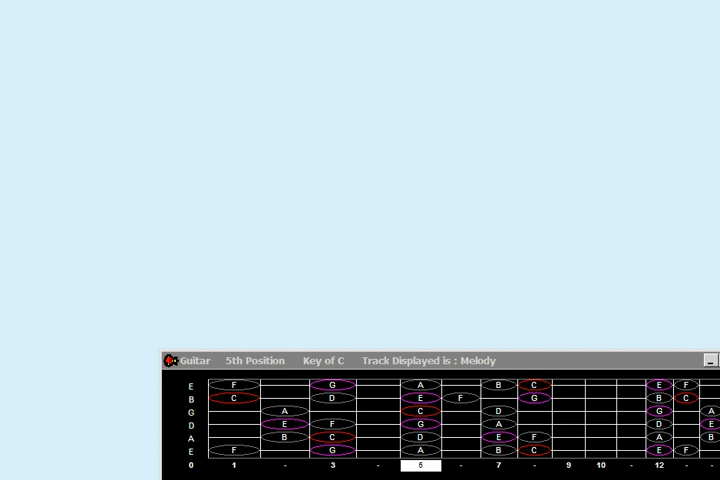 Guitar 5th Position Key of C Track Displayed is : Melody
E F G A B C E F
B C D E F G B C
G A C D G A
D E F G A D E
A B C D E F A B
E F G A B C E F
0 1 - 3 - 5 - 7 - 9 10 - 12 - -